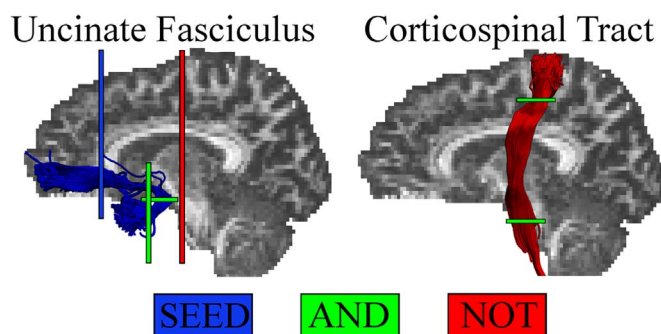 Uncinate Fasciculus
Corticospinal Tract
SEED
AND
NOT